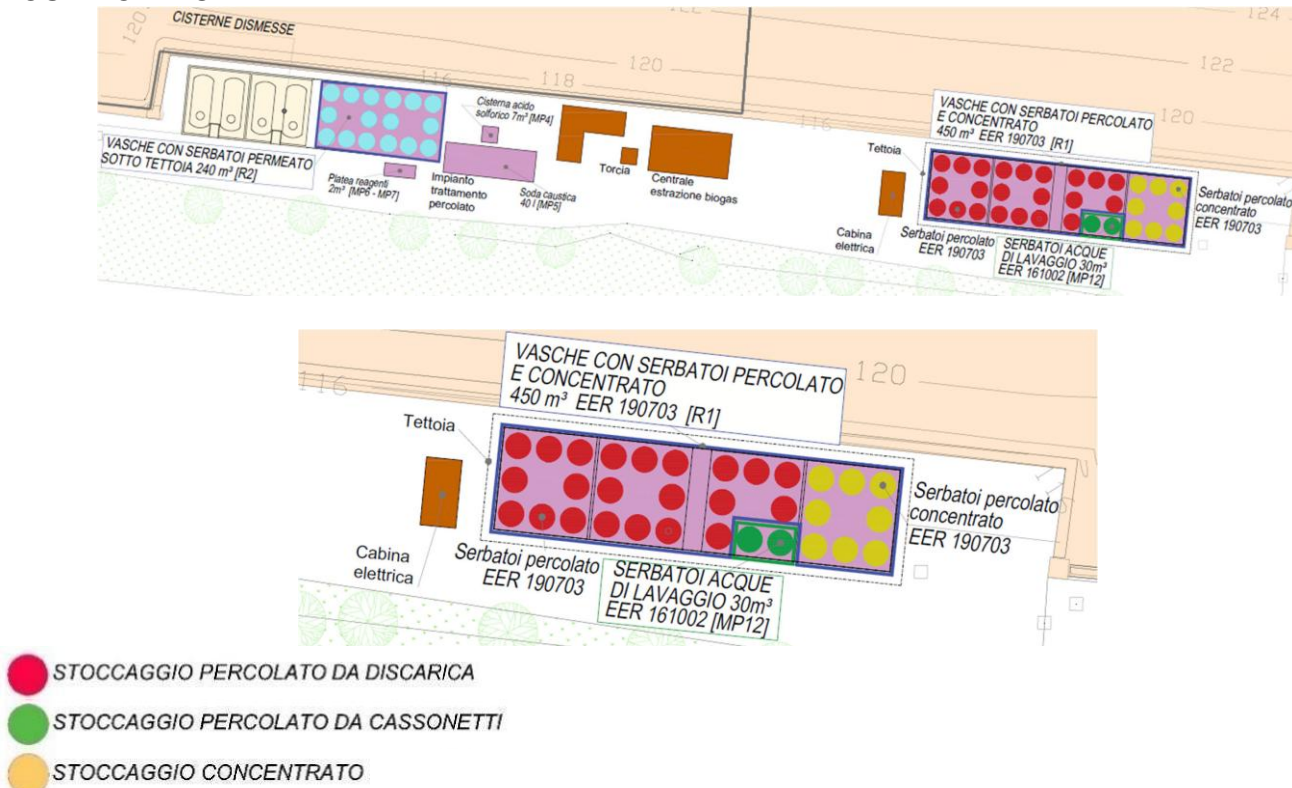 122
124
CISTERNE DISMESSE
120
116
118
120
122
120
116
Cisterna acido
solforico 7m³ [MP4]
VASCHE CON SERBATOI PERCOLATO
E CONCENTRATO
450 m³ EER 190703 [R1]
Tettoia
VASCHE CON SERBATOI PERMEATO
SOTTO TETTOIA 240 m³ [R2]
Platea reagenti
2m³ [MP6 - MP7]
Impianto
trattamento
percolato
Soda caustica
40 l [MP5]
Torcia
Centrale
estrazione biogas
Cabina
elettrica
Serbatoi percolato
EER 190703
SERBATOI ACQUE
DI LAVAGGIO 30m³
EER 161002 [MP12]
Serbatoi percolato
concentrato
EER 190703
VASCHE CON SERBATOI PERCOLATO
E CONCENTRATO
450 m³ EER 190703 [R1]
120
116
Tettoia
Serbatoi percolato
concentrato
EER 190703
Cabina
elettrica
Serbatoi percolato
EER 190703
SERBATOI ACQUE
DI LAVAGGIO 30m³
EER 161002 [MP12]
STOCCAGGIO PERCOLATO DA DISCARICA
STOCCAGGIO PERCOLATO DA CASSONETTI
STOCCAGGIO CONCENTRATO